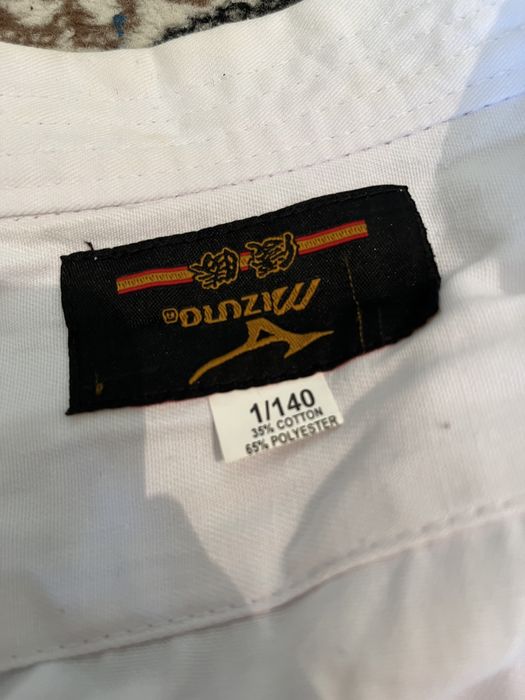 MIZUNO®
1/140
35% COTTON
65% POLYESTER